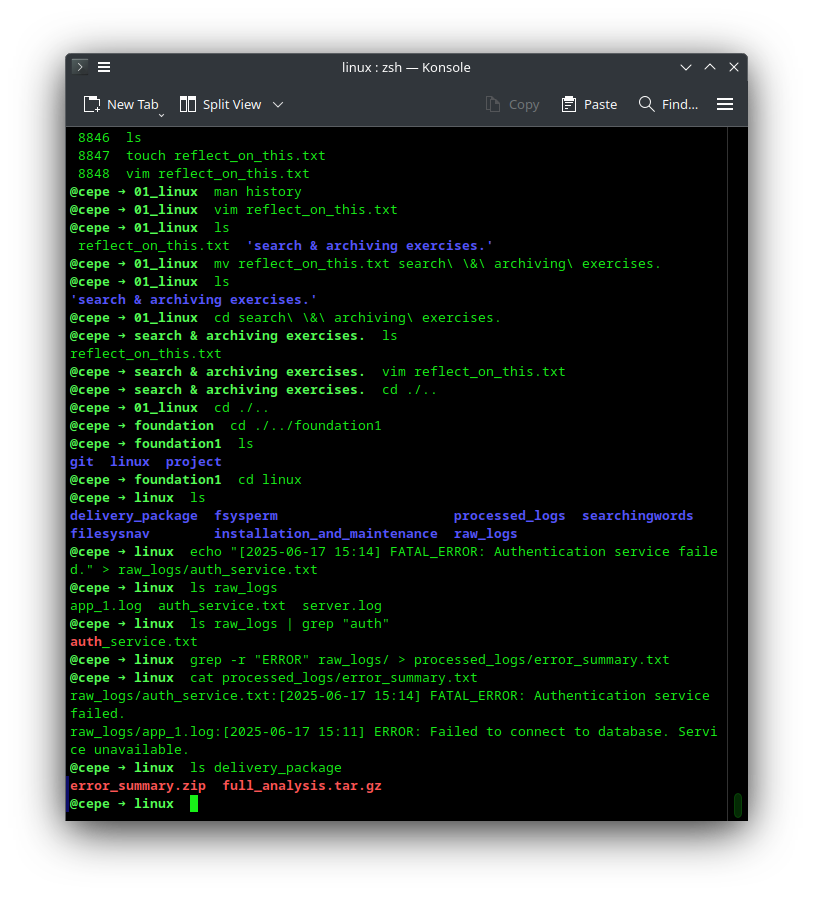 linux : zsh — Konsole
New Tab Split View Copy Paste Find...
8846 ls
8847 touch reflect_on_this.txt
8848 vim reflect_on_this.txt
@cepe → 01_linux man history
@cepe → 01_linux vim reflect_on_this.txt
@cepe → 01_linux ls
reflect_on_this.txt 'search & archiving exercises.'
@cepe → 01_linux mv reflect_on_this.txt search\ \&\ archiving\ exercises.
@cepe → 01_linux ls
'search & archiving exercises.'
@cepe → 01_linux cd search\ \&\ archiving\ exercises.
@cepe → search & archiving exercises. ls
reflect_on_this.txt
@cepe → search & archiving exercises. vim reflect_on_this.txt
@cepe → search & archiving exercises. cd ./..
@cepe → 01_linux cd ./..
@cepe → foundation cd ./../foundation1
@cepe → foundation1 ls
git linux project
@cepe → foundation1 cd linux
@cepe → linux ls
delivery_package fsysperm processed_logs searchingwords
filesysnav installation_and_maintenance raw_logs
@cepe → linux echo "[2025-06-17 15:14] FATAL_ERROR: Authentication service faile
d." > raw_logs/auth_service.txt
@cepe → linux ls raw_logs
app_1.log auth_service.txt server.log
@cepe → linux ls raw_logs | grep "auth"
auth_service.txt
@cepe → linux grep -r "ERROR" raw_logs/ > processed_logs/error_summary.txt
@cepe → linux cat processed_logs/error_summary.txt
raw_logs/auth_service.txt:[2025-06-17 15:14] FATAL_ERROR: Authentication service
failed.
raw_logs/app_1.log:[2025-06-17 15:11] ERROR: Failed to connect to database. Servi
ce unavailable.
@cepe → linux ls delivery_package
error_summary.zip full_analysis.tar.gz
@cepe → linux